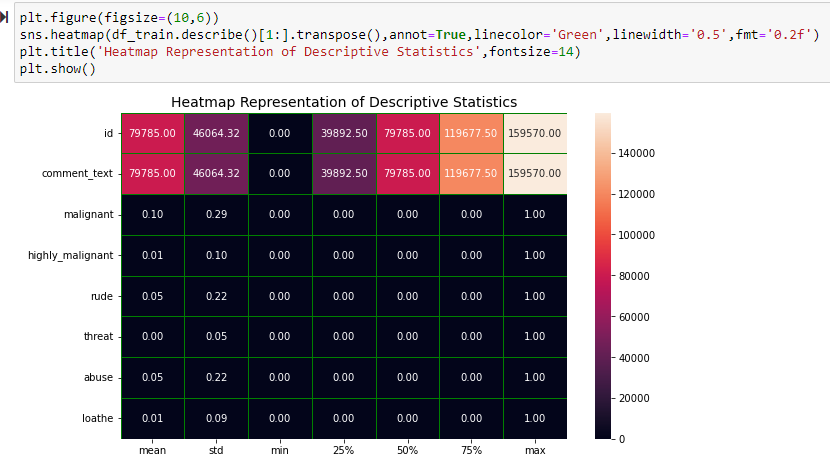 plt.figure(figsize=(10,6))
sns.heatmap(df_train.describe()[1:].transpose(),annot=True,linecolor='Green',linewidth='0.5',fmt='0.2f')
plt.title('Heatmap Representation of Descriptive Statistics',fontsize=14)
plt.show()
Heatmap Representation of Descriptive Statistics
id 79785.00 46064.32 0.00 39892.50 79785.00 119677.50 159570.00
comment_text 79785.00 46064.32 0.00 39892.50 79785.00 119677.50 159570.00
malignant 0.10 0.29 0.00 0.00 0.00 0.00 1.00
highly_malignant 0.01 0.10 0.00 0.00 0.00 0.00 1.00
rude 0.05 0.22 0.00 0.00 0.00 0.00 1.00
threat 0.00 0.05 0.00 0.00 0.00 0.00 1.00
abuse 0.05 0.22 0.00 0.00 0.00 0.00 1.00
loathe 0.01 0.09 0.00 0.00 0.00 0.00 1.00
mean std min 25% 50% 75% max
140000
120000
100000
80000
60000
40000
20000
0